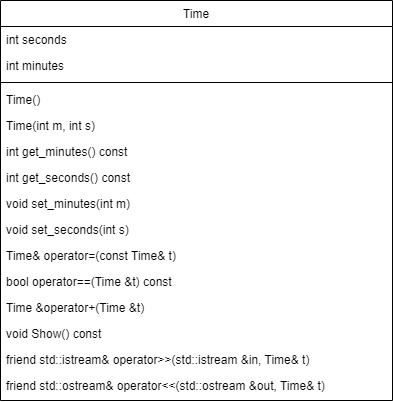 Time
int seconds
int minutes
Time()
Time(int m, int s)
int get_minutes() const
int get_seconds() const
void set_minutes(int m)
void set_seconds(int s)
Time& operator=(const Time& t)
bool operator==(Time &t) const
Time &operator+(Time &t)
void Show() const
friend std::istream& operator>>(std::istream &in, Time& t)
friend std::ostream& operator<<(std::ostream &out, Time& t)